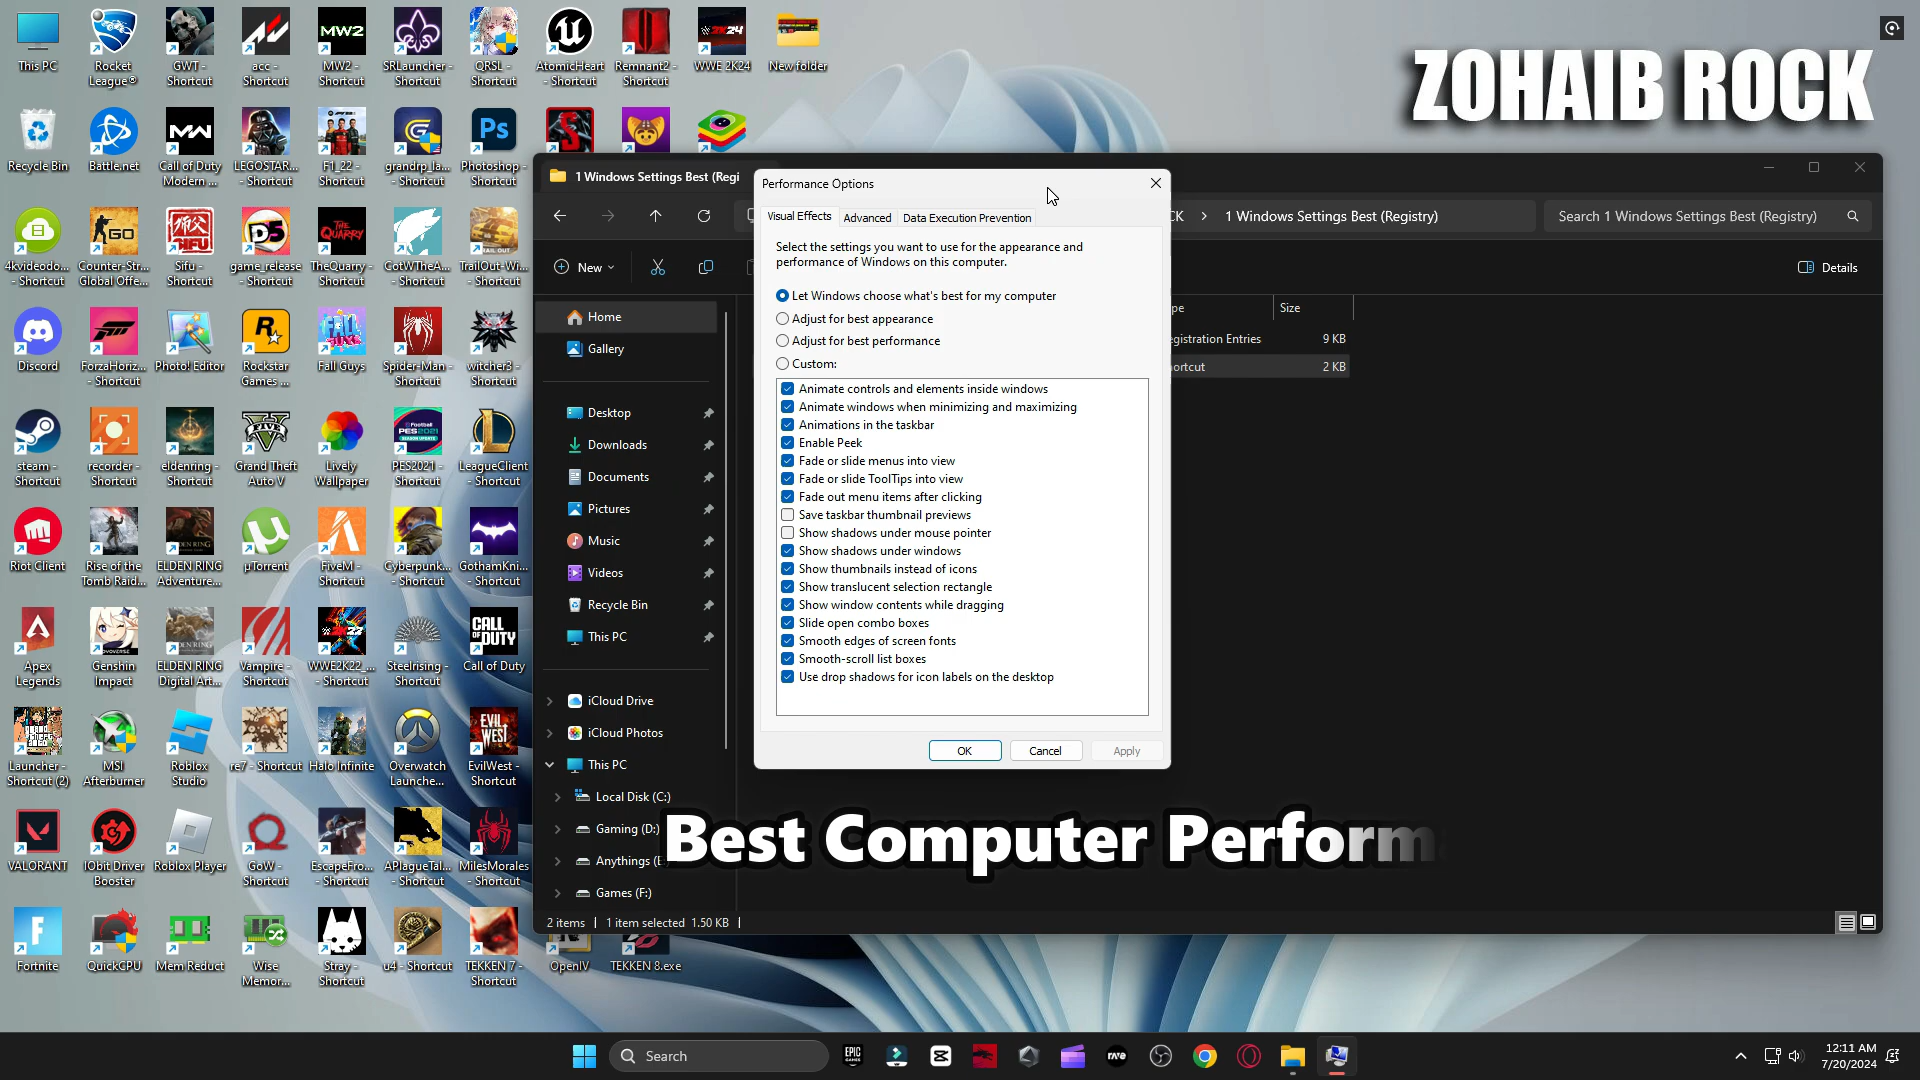 ZOHAIB ROCK
This PC
Rocket
League®
GWT -
Shortcut
acc -
Shortcut
MW2 -
Shortcut
SRLauncher -
Shortcut
QRSL -
Shortcut
AtomicHeart
- Shortcut
Remnant2 -
Shortcut
WWE 2K24
New folder
Recycle Bin
Battle.net
Call of Duty
Modern ...
LEGOSTAR...
- Shortcut
F1_22 -
Shortcut
grandrp_la...
- Shortcut
Photoshop -
Shortcut
4kvideodo...
- Shortcut
Counter-Str...
Global Offe...
Sifu -
Shortcut
game_release
- Shortcut
TheQuarry -
Shortcut
CotWTheA...
- Shortcut
TrailOut-Wi...
- Shortcut
Discord
ForzaHoriz...
- Shortcut
Photo! Editor
Rockstar
Games ...
Fall Guys
Spider-Man -
Shortcut
witcher3 -
Shortcut
steam -
Shortcut
recorder -
Shortcut
eldenring -
Shortcut
Grand Theft
Auto V
Lively
Wallpaper
PES2021 -
Shortcut
LeagueClient
- Shortcut
Riot Client
Rise of the
Tomb Raid...
ELDEN RING
Adventure...
µTorrent
FiveM -
Shortcut
Cyberpunk...
- Shortcut
GothamKni...
- Shortcut
Apex
Legends
Genshin
Impact
ELDEN RING
Digital Art...
Vampire -
Shortcut
WWE2K22_...
- Shortcut
Steelrising -
Shortcut
Call of Duty
Launcher -
Shortcut (2)
MSI
Afterburner
Roblox
Studio
re7 - Shortcut
Halo Infinite
Overwatch
Launche...
EvilWest -
Shortcut
VALORANT
IObit Driver
Booster
Roblox Player
GoW -
Shortcut
EscapeFro...
- Shortcut
APlagueTal...
- Shortcut
MilesMorales
- Shortcut
Fortnite
QuickCPU
Mem Reduct
Wise
Memor...
Stray -
Shortcut
u4 - Shortcut
TEKKEN 7 -
Shortcut
OpenIV
TEKKEN 8.exe
1 Windows Settings Best (Regi
CK > 1 Windows Settings Best (Registry)
Search 1 Windows Settings Best (Registry)
New
Details
Home
Gallery
Desktop
Downloads
Documents
Pictures
Music
Videos
Recycle Bin
This PC
iCloud Drive
iCloud Photos
This PC
Local Disk (C:)
Gaming (D:)
Anythings (E
Games (F:)
pe
Size
egistration Entries
9 KB
ortcut
2 KB
2 items
1 item selected 1.50 KB
Performance Options
Visual Effects
Advanced
Data Execution Prevention
Select the settings you want to use for the appearance and
performance of Windows on this computer.
Let Windows choose what's best for my computer
Adjust for best appearance
Adjust for best performance
Custom:
Animate controls and elements inside windows
Animate windows when minimizing and maximizing
Animations in the taskbar
Enable Peek
Fade or slide menus into view
Fade or slide ToolTips into view
Fade out menu items after clicking
Save taskbar thumbnail previews
Show shadows under mouse pointer
Show shadows under windows
Show thumbnails instead of icons
Show translucent selection rectangle
Show window contents while dragging
Slide open combo boxes
Smooth edges of screen fonts
Smooth-scroll list boxes
Use drop shadows for icon labels on the desktop
OK
Cancel
Apply
Best Computer Perform
Search
12:11 AM
7/20/2024